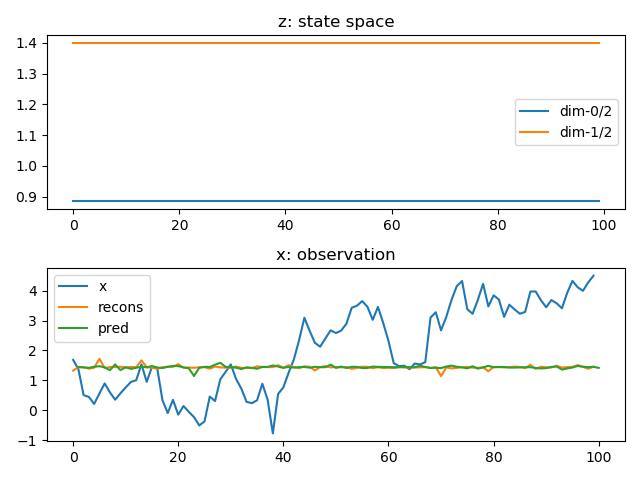 z: state space
1.4
1.3
1.2
1.1
1.0
0.9
dim-0/2
dim-1/2
0 20 40 60 80 100
x: observation
4
3
2
1
0
−1
x
recons
pred
0 20 40 60 80 100